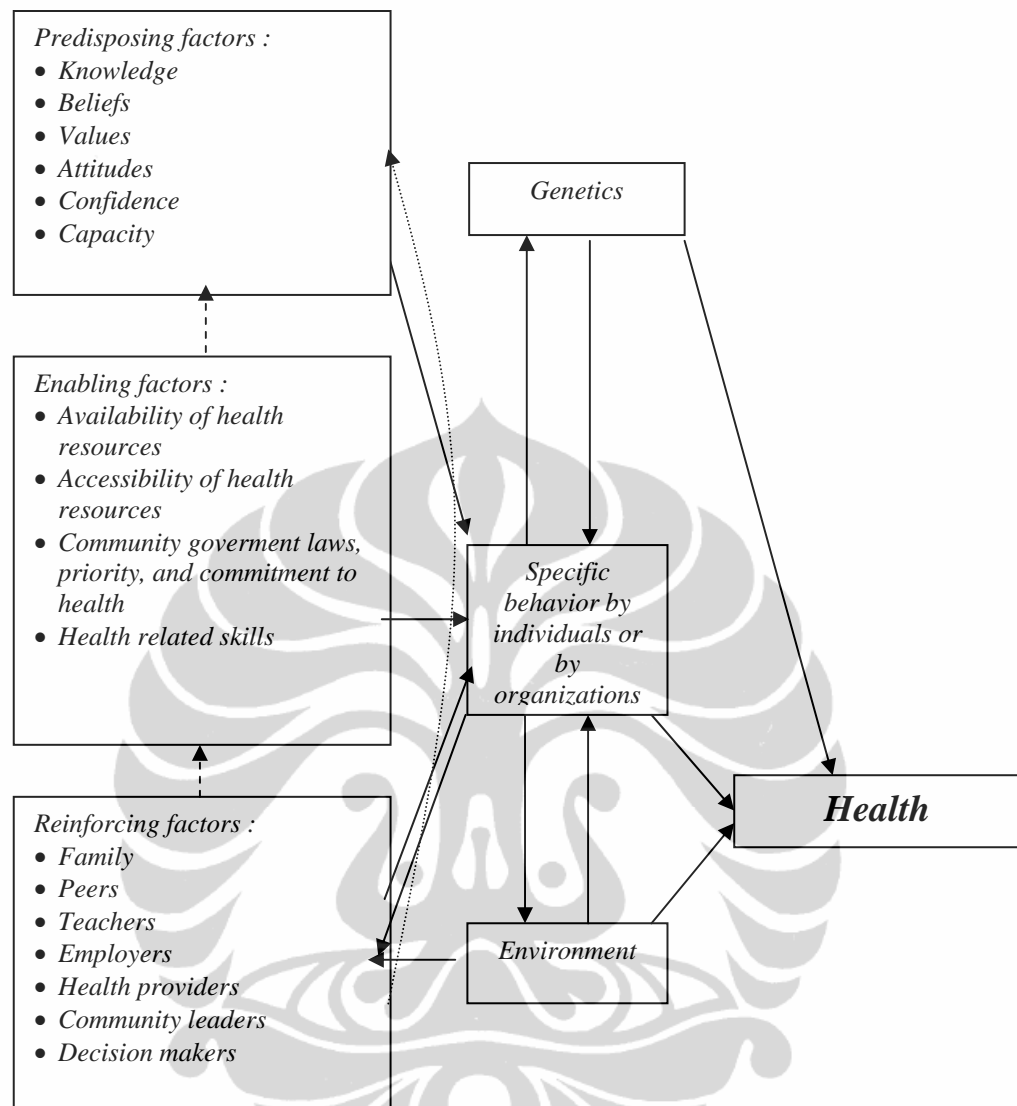 Predisposing factors :
• Knowledge
• Beliefs
• Values
• Attitudes
• Confidence
• Capacity
Genetics
Enabling factors :
• Availability of health
resources
• Accessibility of health
resources
• Community goverment laws,
priority, and commitment to
health
• Health related skills
Specific
behavior by
individuals or
by
organizations
Health
Reinforcing factors :
• Family
• Peers
• Teachers
• Employers
• Health providers
• Community leaders
• Decision makers
Environment